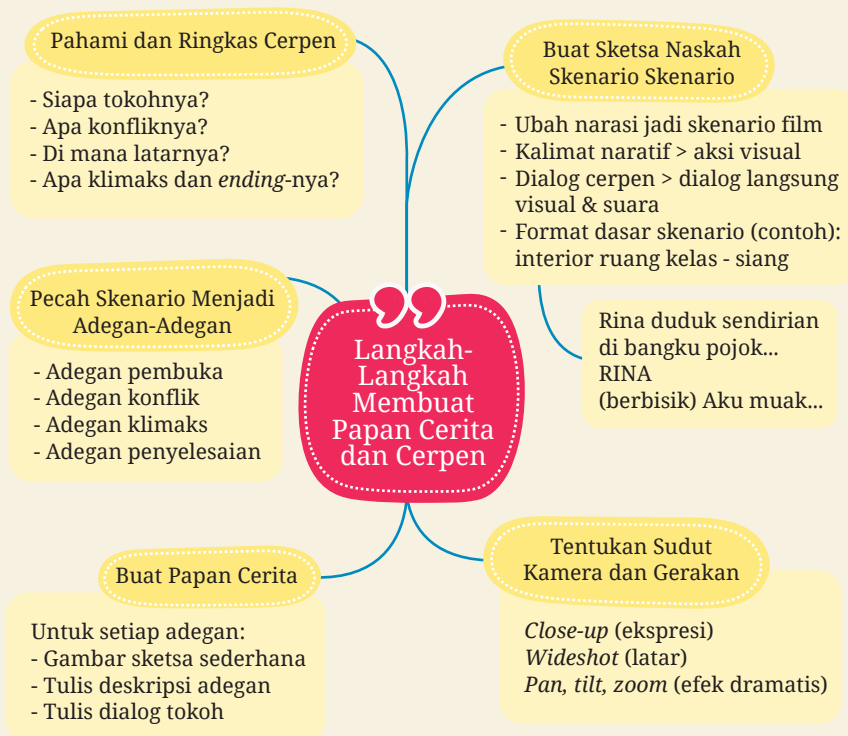 Pahami dan Ringkas Cerpen
- Siapa tokohnya?
- Apa konfliknya?
- Di mana latarnya?
- Apa klimaks dan ending-nya?
Buat Sketsa Naskah
Skenario Skenario
- Ubah narasi jadi skenario film
- Kalimat naratif > aksi visual
- Dialog cerpen > dialog langsung
visual & suara
- Format dasar skenario (contoh):
interior ruang kelas - siang
Rina duduk sendirian
di bangku pojok...
RINA
(berbisik) Aku muak...
Pecah Skenario Menjadi
Adegan-Adegan
- Adegan pembuka
- Adegan konflik
- Adegan klimaks
- Adegan penyelesaian
Langkah-
Langkah
Membuat
Papan Cerita
dan Cerpen
Buat Papan Cerita
Untuk setiap adegan:
- Gambar sketsa sederhana
- Tulis deskripsi adegan
- Tulis dialog tokoh
Tentukan Sudut
Kamera dan Gerakan
Close-up (ekspresi)
Wideshot (latar)
Pan, tilt, zoom (efek dramatis)